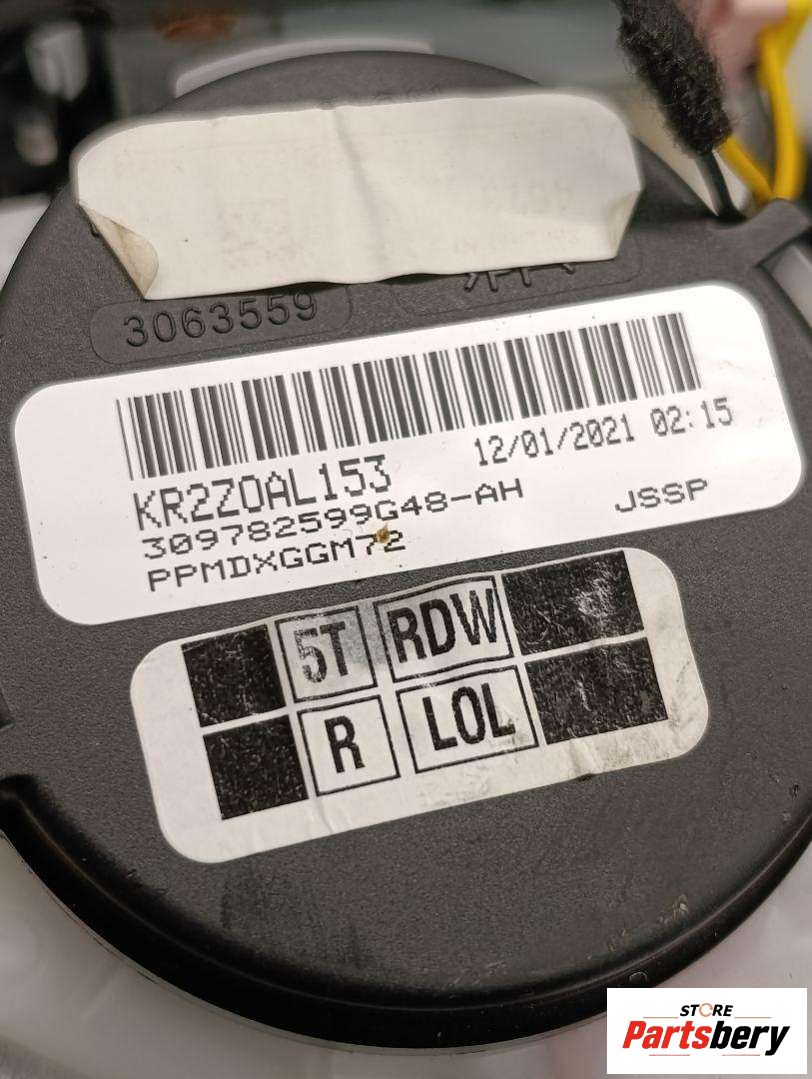 3063559
KR2Z0AL153 12/01/2021 02:15
309782599G48-AH JSSP
PPMDXGGM72
5T RDW
R LOL
STORE
Partsbery